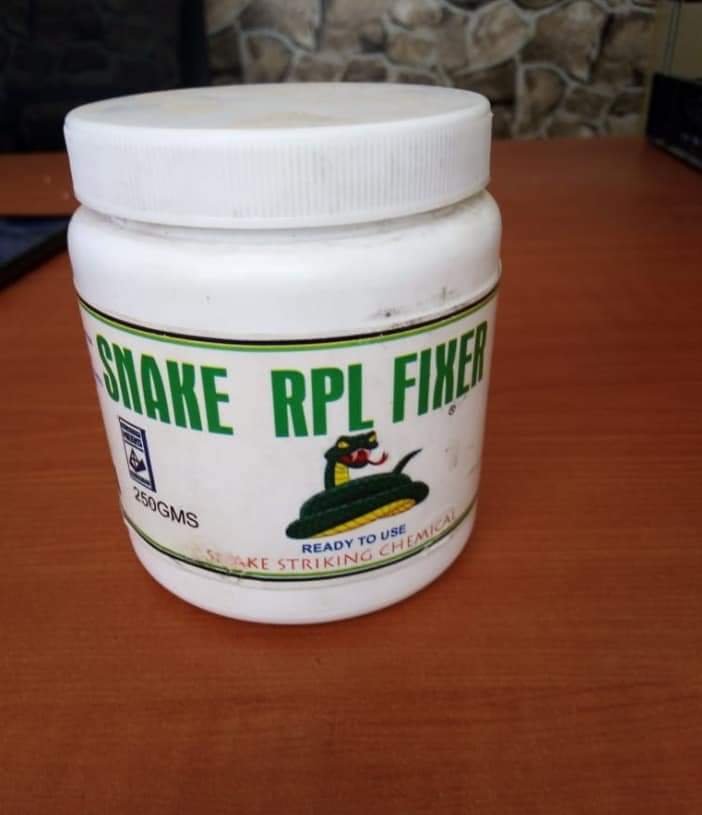 SNAKE RPL FIXER
®
250GMS
READY TO USE
SNAKE STRIKING CHEMICAL